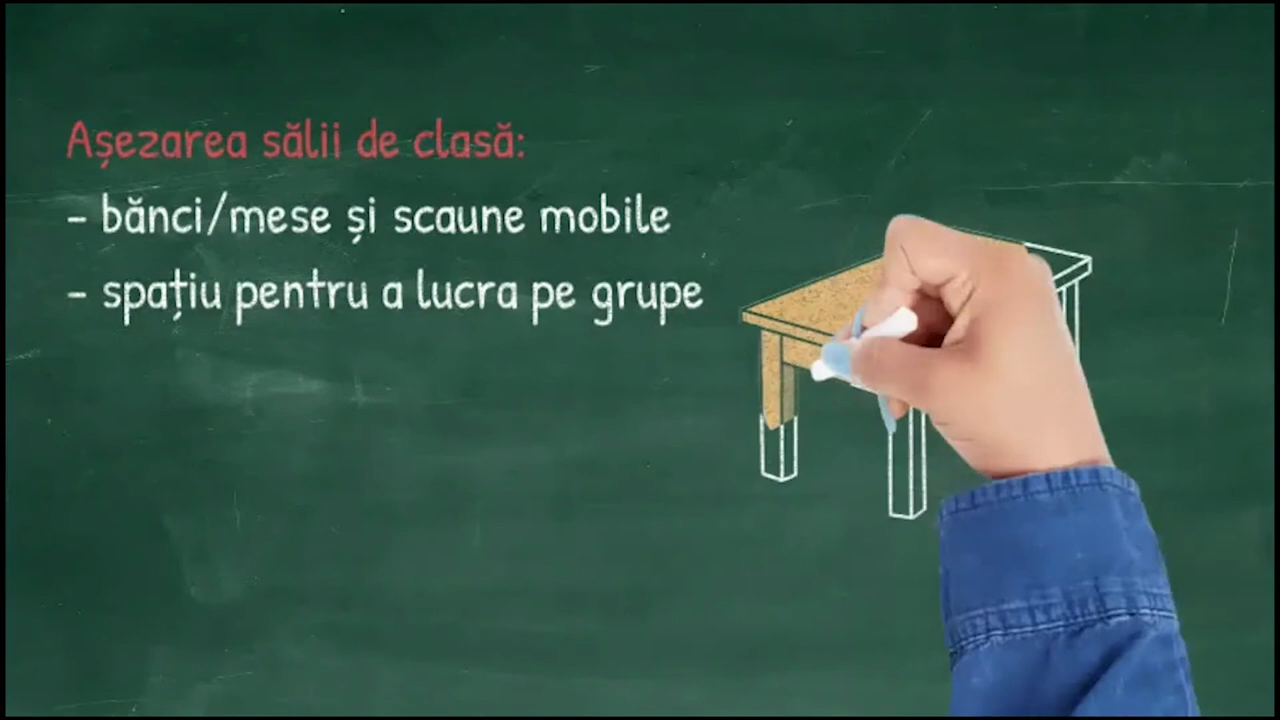 Așezarea sălii de clasă:
- bănci/mese și scaune mobile
- spațiu pentru a lucra pe grupe